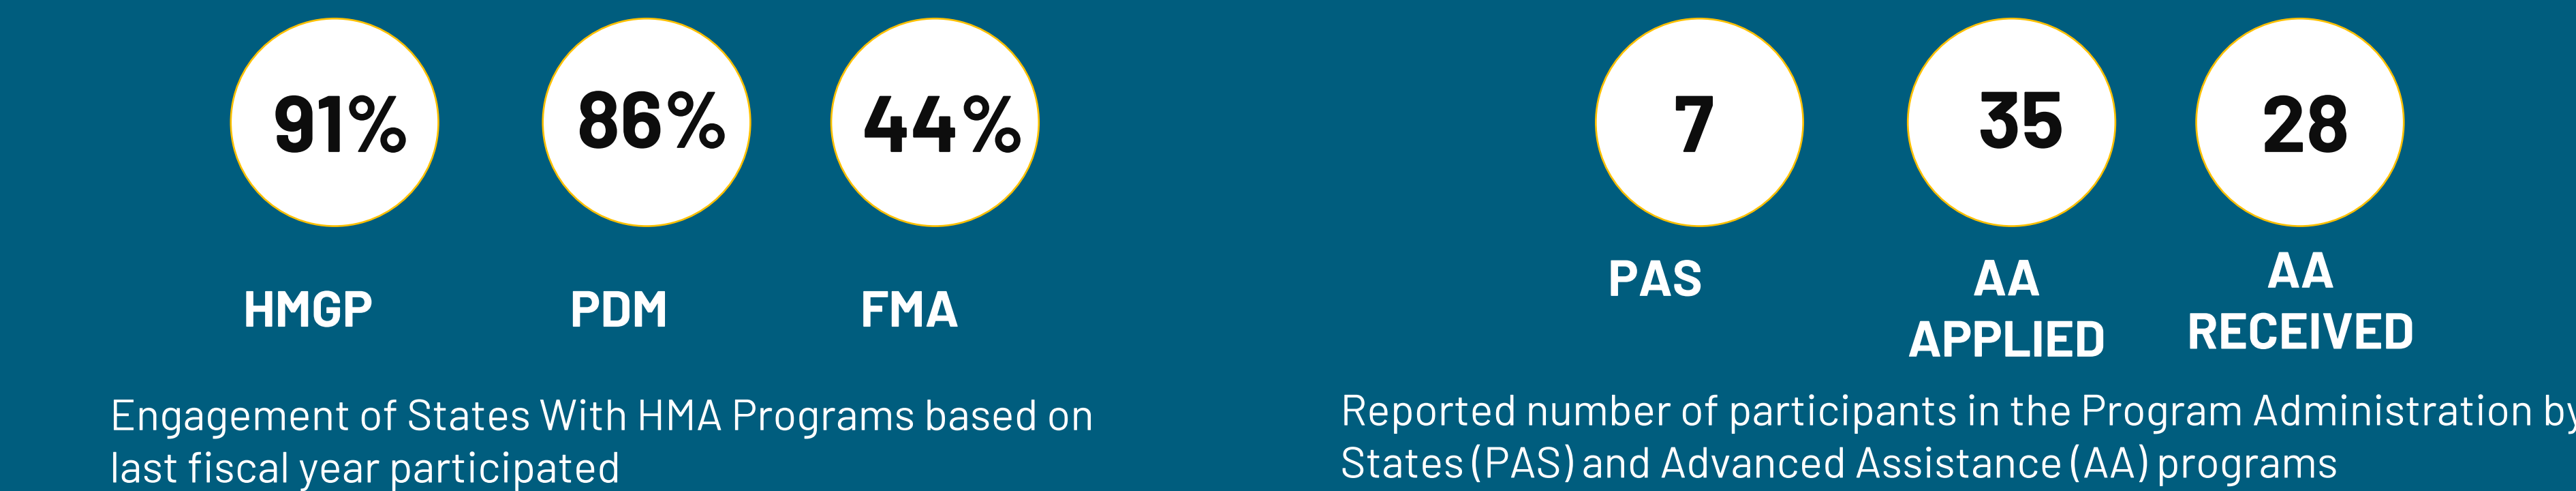 91% 86% 44%
HMGP PDM FMA
Engagement of States With HMA Programs based on
last fiscal year participated
7 35 28
PAS AA APPLIED AA RECEIVED
Reported number of participants in the Program Administration by
States (PAS) and Advanced Assistance (AA) programs